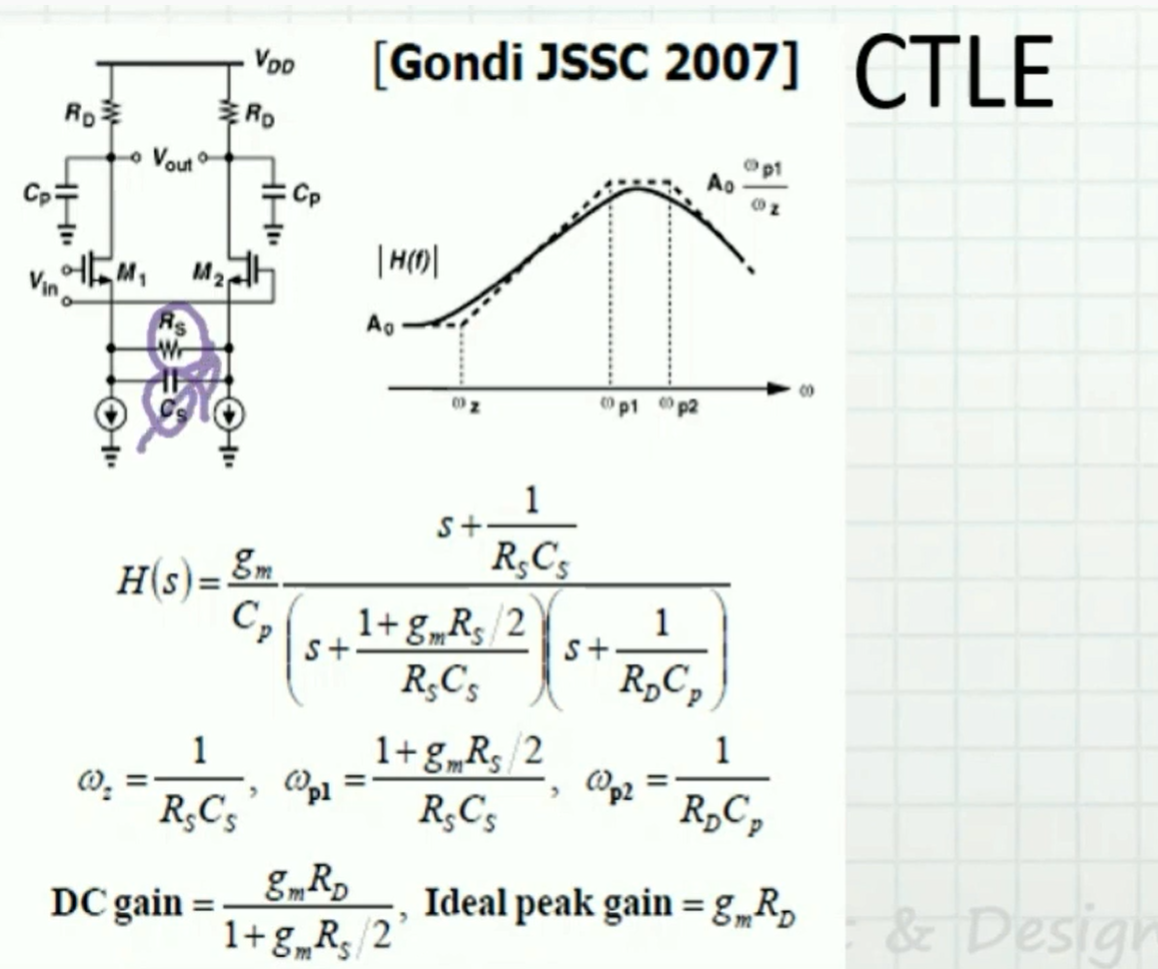 [Gondi JSSC 2007] CTLE
V_DD
R_D R_D
V_out
C_P C_P
V_in M_1 M_2
R_S
C_S
|H(f)|
A_0 ω_p1/ω_z
A_0
ω_z ω_p1 ω_p2 ω
H(s) = g_m/C_p (s + 1/(R_S C_S)) / ((s + (1 + g_m R_S/2)/(R_S C_S))(s + 1/(R_D C_p)))
ω_z = 1/(R_S C_S), ω_p1 = (1 + g_m R_S/2)/(R_S C_S), ω_p2 = 1/(R_D C_p)
DC gain = g_m R_D/(1 + g_m R_S/2), Ideal peak gain = g_m R_D
& Design